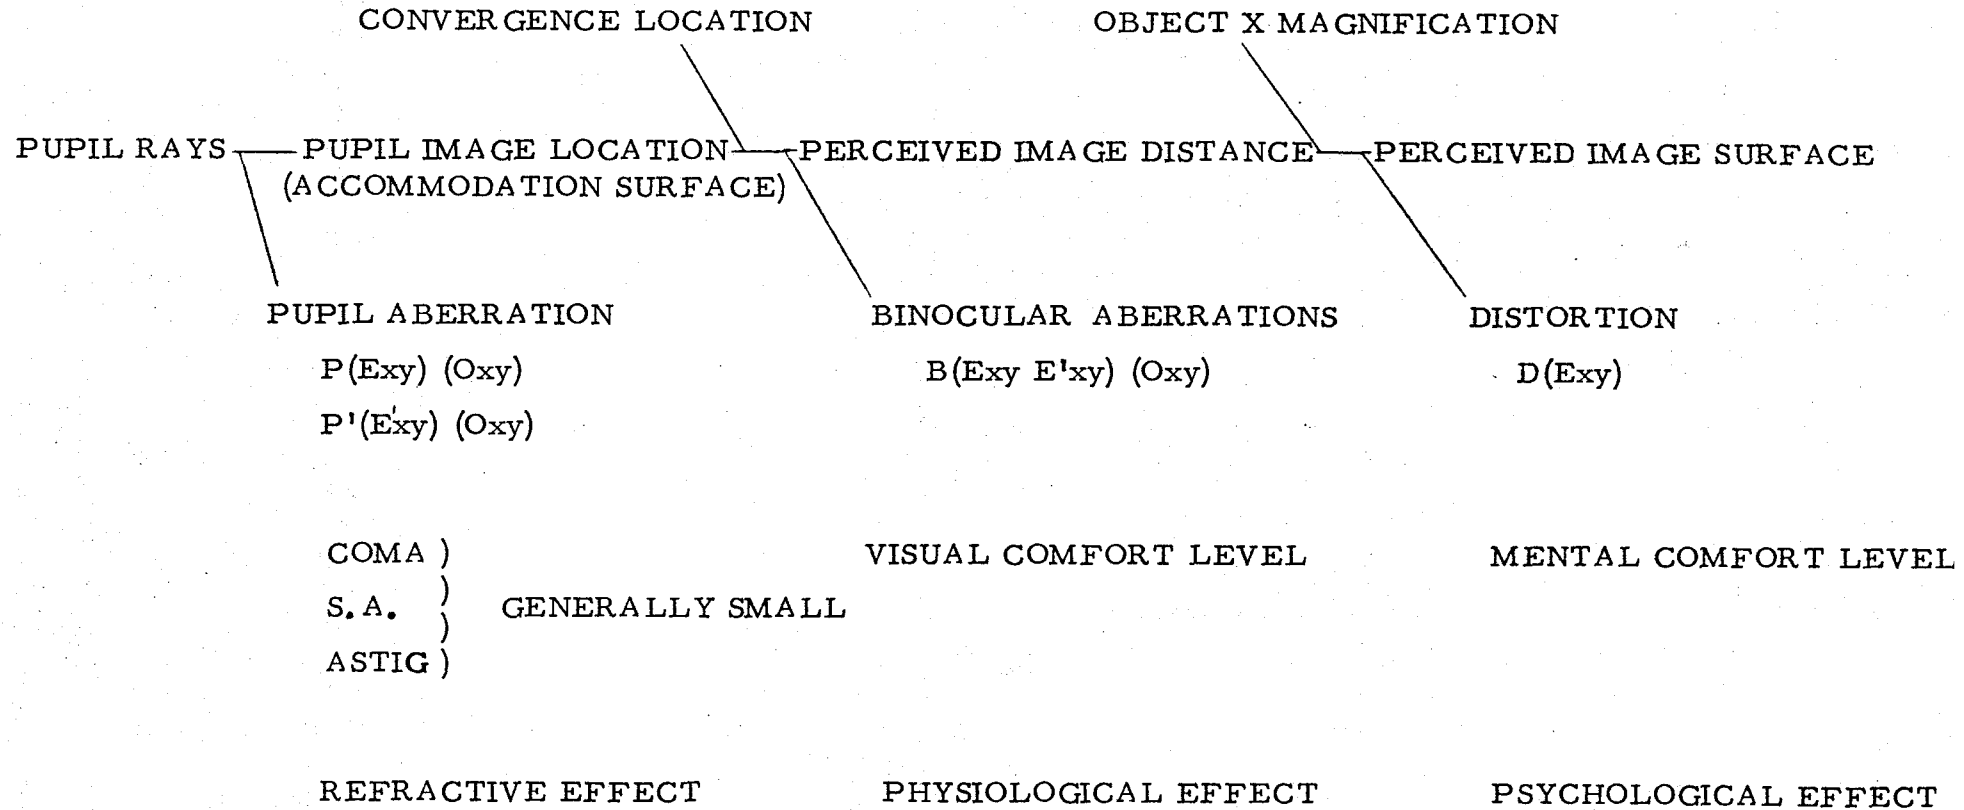 CONVERGENCE LOCATION OBJECT X MAGNIFICATION
PUPIL RAYS PUPIL IMAGE LOCATION PERCEIVED IMAGE DISTANCE PERCEIVED IMAGE SURFACE
(ACCOMMODATION SURFACE)
PUPIL ABERRATION BINOCULAR ABERRATIONS DISTORTION
P(Exy) (Oxy) B(Exy E'xy) (Oxy) D(Exy)
P'(E'xy) (Oxy)
COMA ) VISUAL COMFORT LEVEL MENTAL COMFORT LEVEL
)
S.A. GENERALLY SMALL
)
ASTIG )
REFRACTIVE EFFECT PHYSIOLOGICAL EFFECT PSYCHOLOGICAL EFFECT